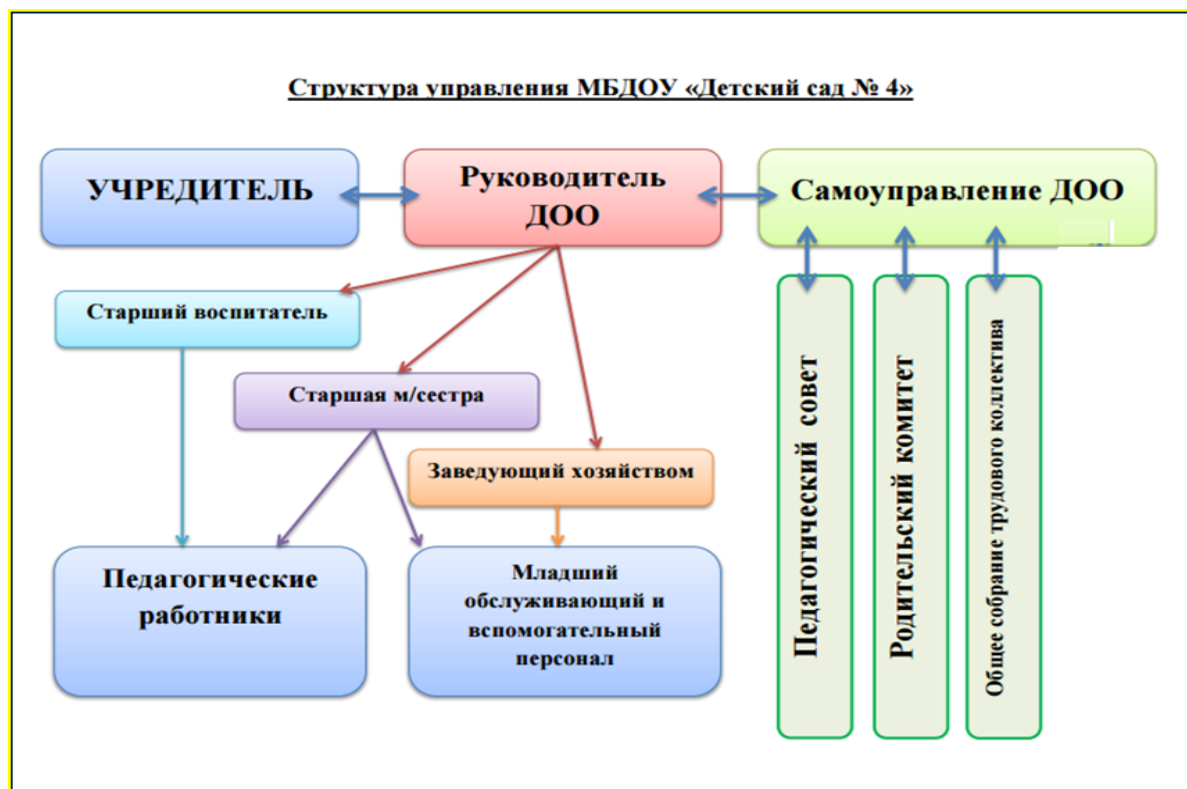 Структура управления МБДОУ «Детский сад № 4»
УЧРЕДИТЕЛЬ
Руководитель
ДОО
Самоуправление ДОО
Старший воспитатель
Старшая м/сестра
Заведующий хозяйством
Педагогические
работники
Младший
обслуживающий и
вспомогательный
персонал
Педагогический совет
Родительский комитет
Общее собрание трудового коллектива